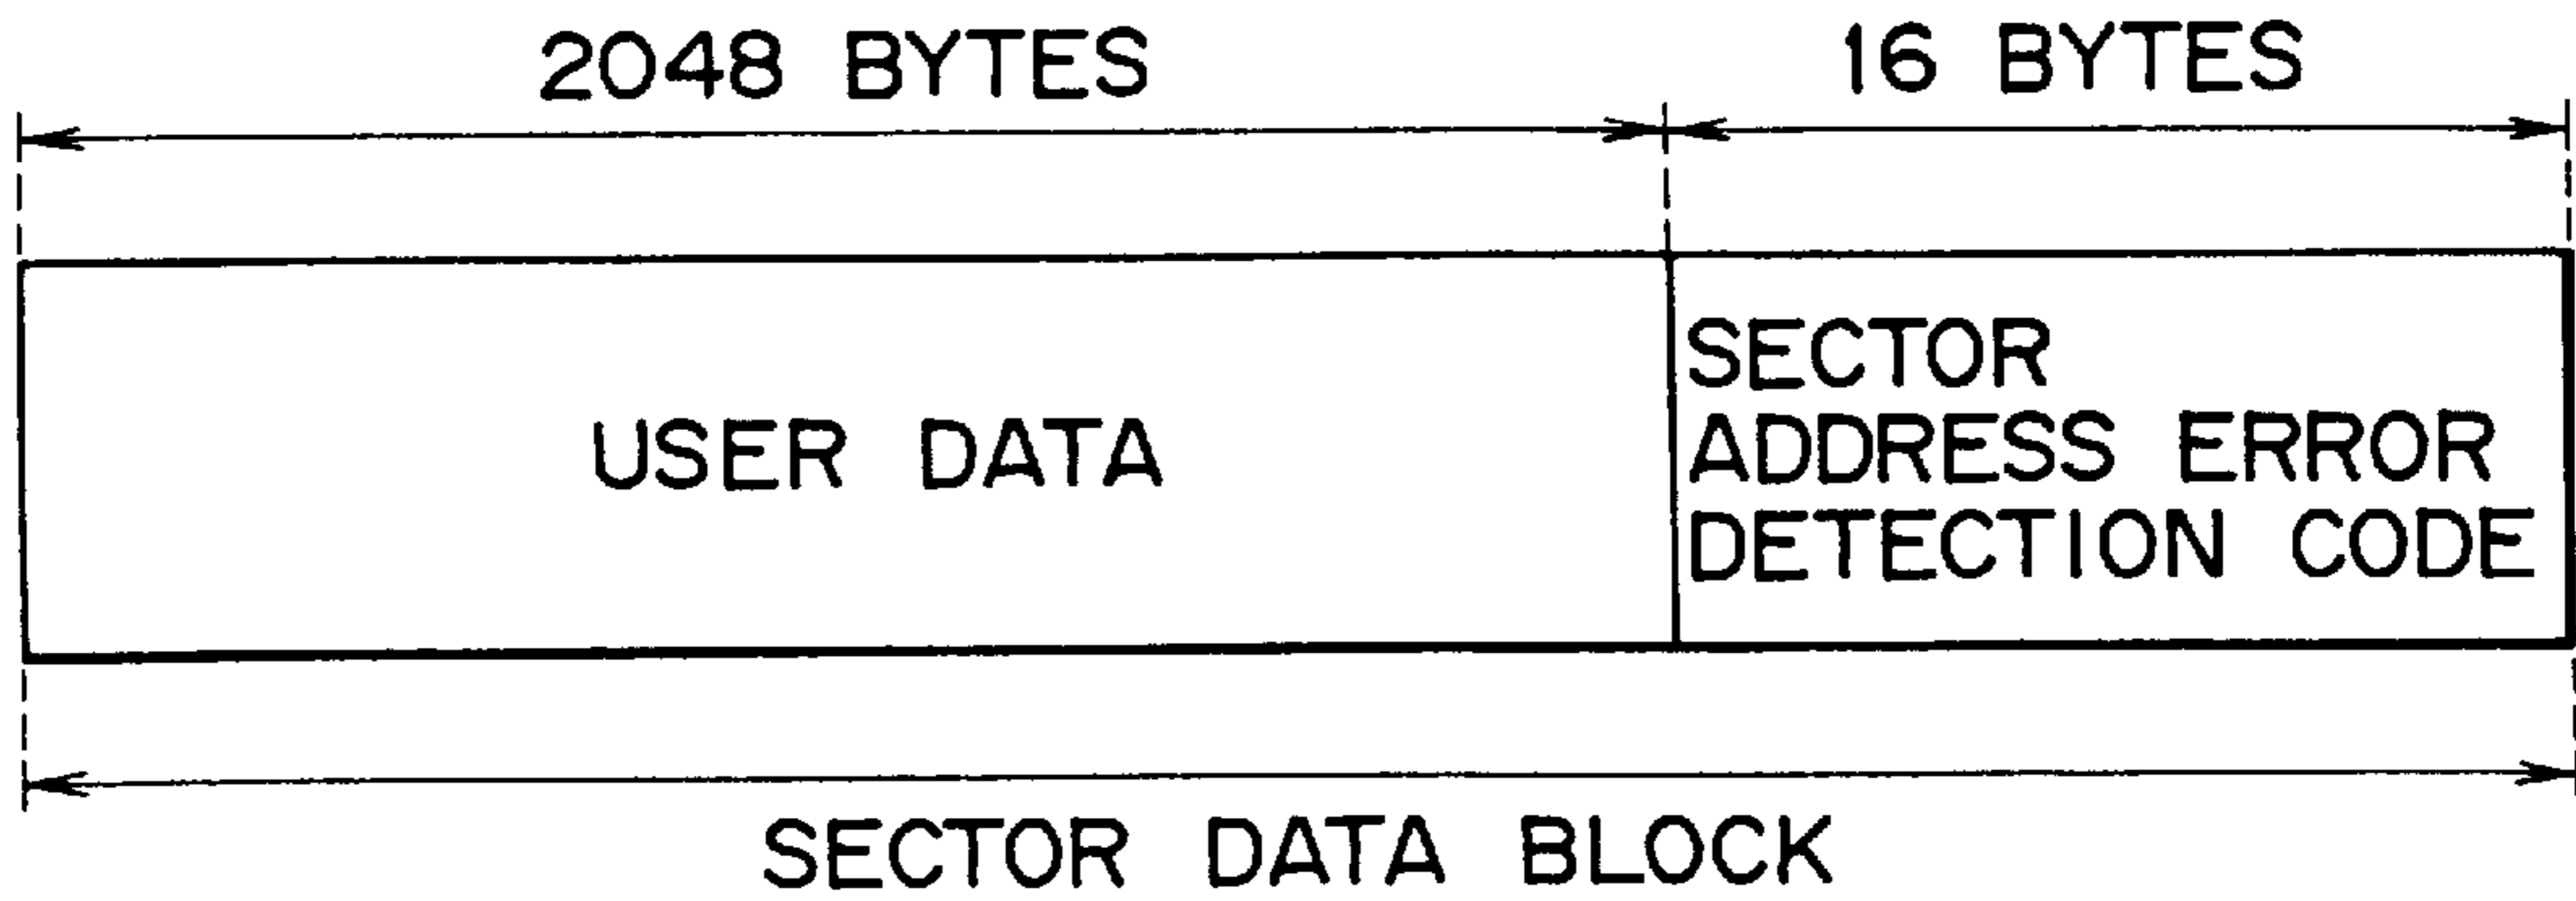 2048 BYTES
16 BYTES
USER DATA
SECTOR
ADDRESS ERROR
DETECTION CODE
SECTOR DATA BLOCK